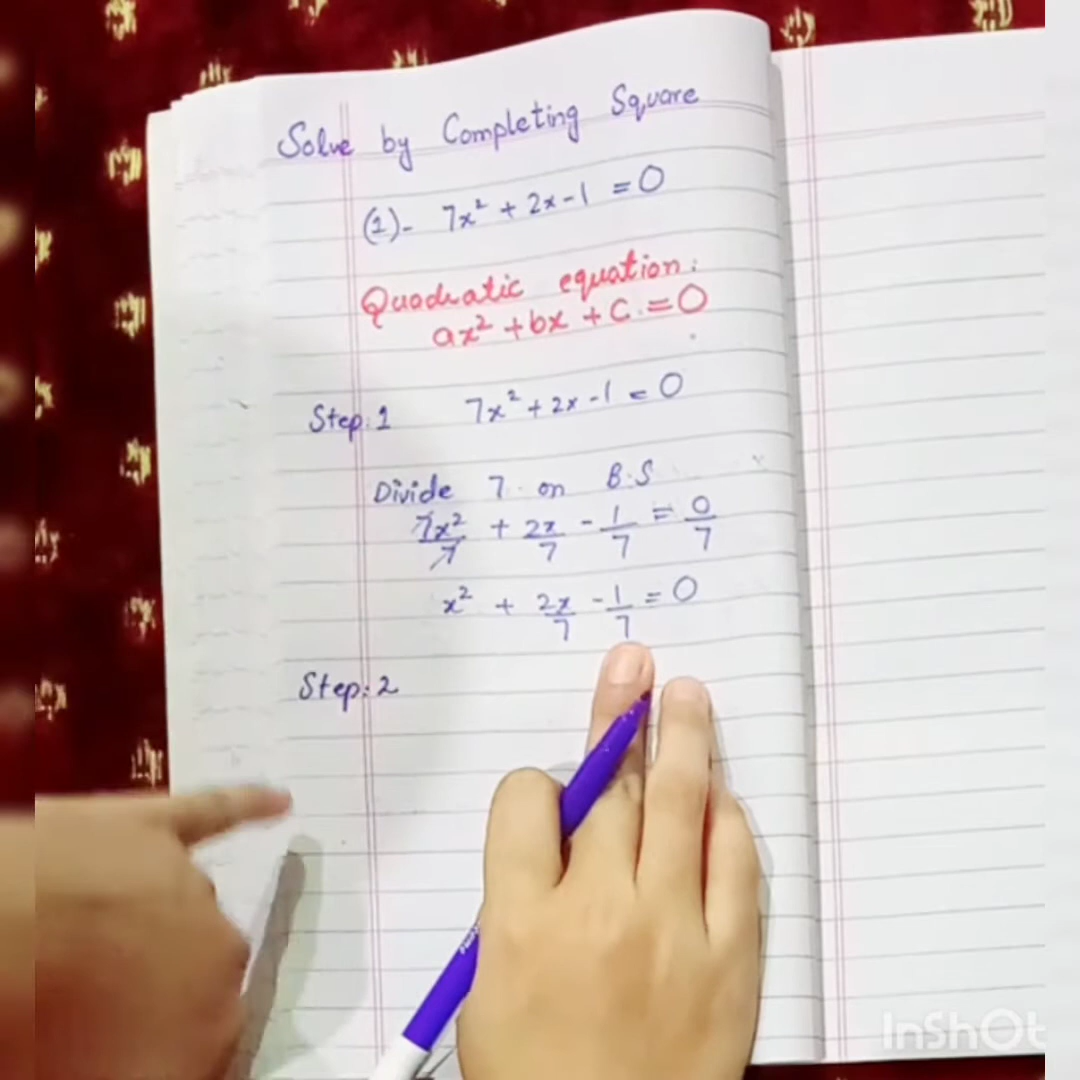 Solve by Completing Square
(1)- 7x² + 2x - 1 = 0
Quadratic equation:
ax² + bx + c = 0
Step: 1 7x² + 2x - 1 = 0
Divide 7 on B.S
7x²/7 + 2x/7 - 1/7 = 0/7
x² + 2x/7 - 1/7 = 0
Step: 2
InShOt